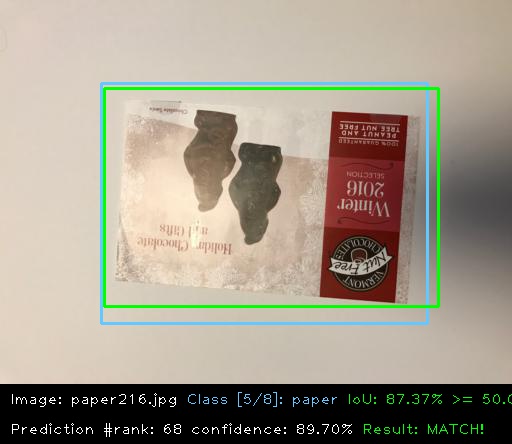 Chocolate Santa
100% GUARANTEED
PEANUT AND
TREE NUT FREE
Winter
2016
SELECTION
Holiday Chocolate
and Gifts
VERMONT
Nut Free
CHOCOLATES
Image: paper216.jpg Class [5/8]: paper IoU: 87.37% >= 50.0
Prediction #rank: 68 confidence: 89.70% Result: MATCH!